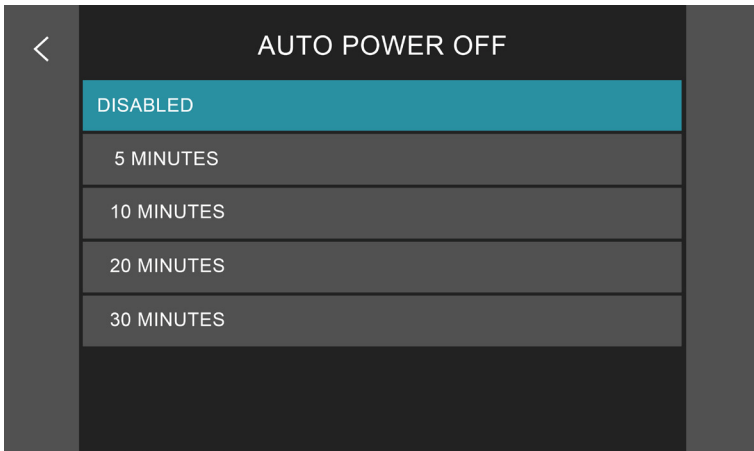 AUTO POWER OFF
DISABLED
5 MINUTES
10 MINUTES
20 MINUTES
30 MINUTES